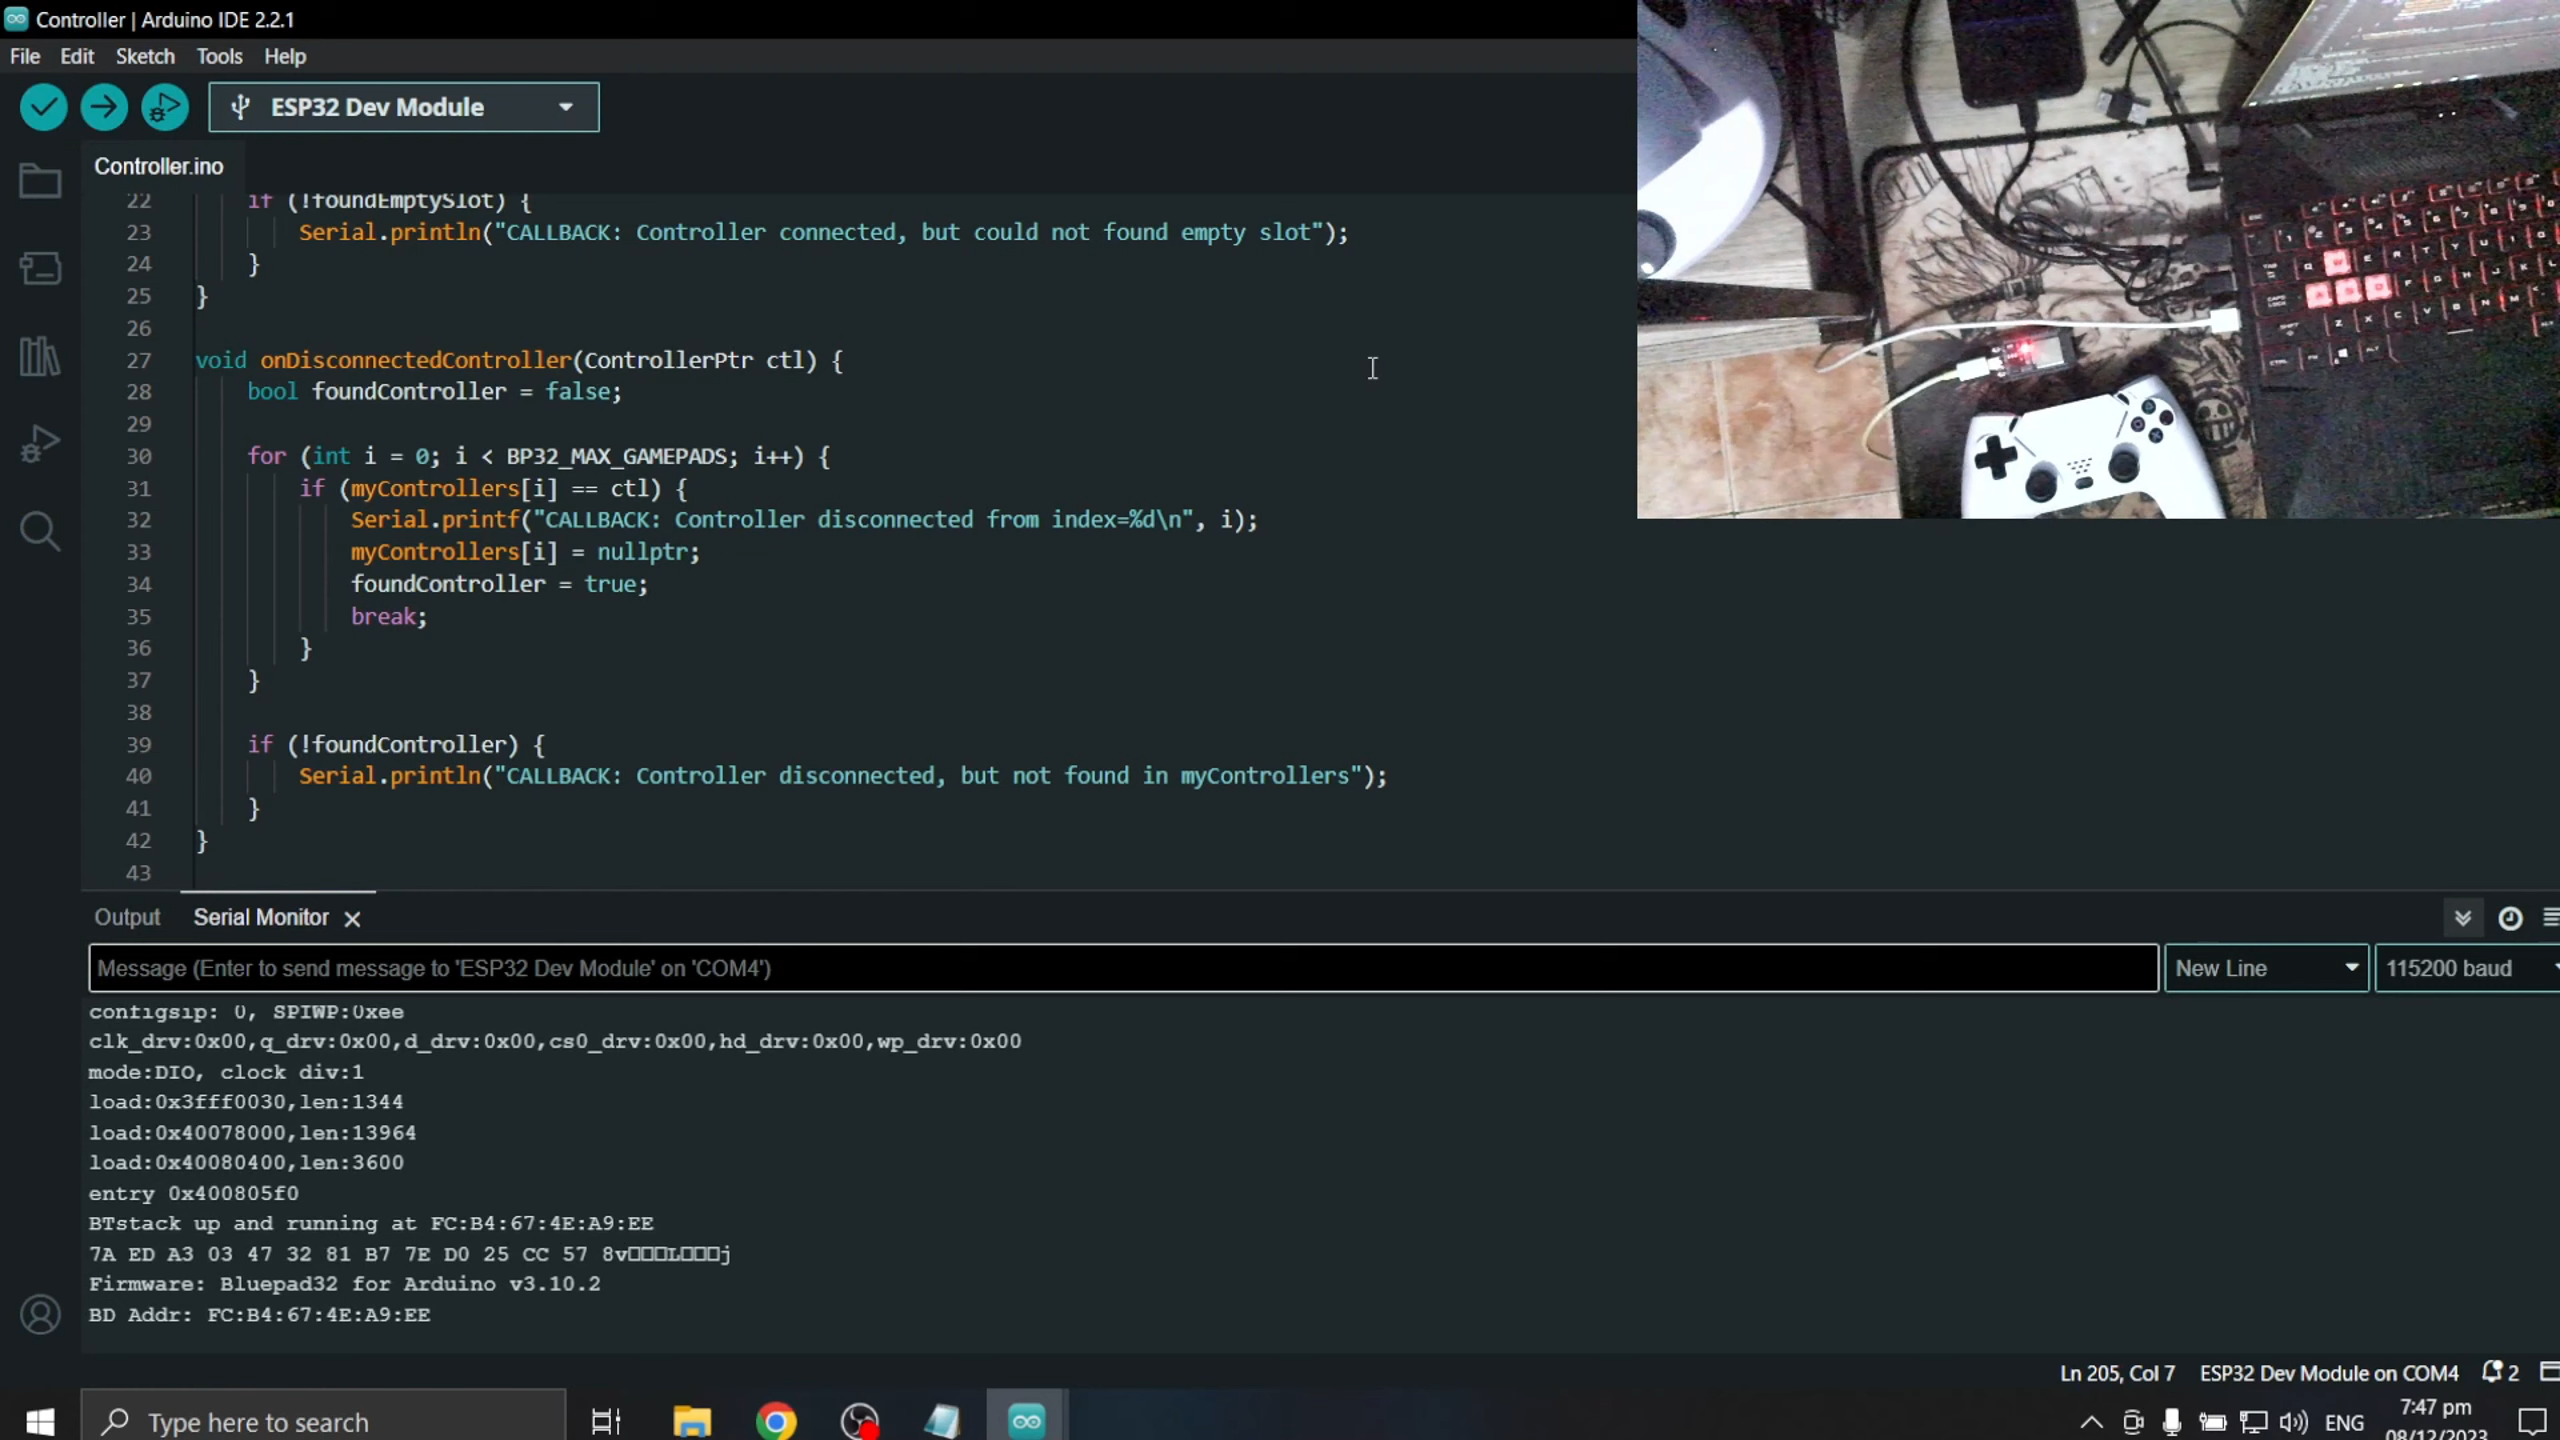 Controller | Arduino IDE 2.2.1
File Edit Sketch Tools Help
ESP32 Dev Module
Controller.ino
22 if (!foundEmptySlot) {
23 Serial.println("CALLBACK: Controller connected, but could not found empty slot");
24 }
25 }
26
27 void onDisconnectedController(ControllerPtr ctl) {
28 bool foundController = false;
29
30 for (int i = 0; i < BP32_MAX_GAMEPADS; i++) {
31 if (myControllers[i] == ctl) {
32 Serial.printf("CALLBACK: Controller disconnected from index=%d\n", i);
33 myControllers[i] = nullptr;
34 foundController = true;
35 break;
36 }
37 }
38
39 if (!foundController) {
40 Serial.println("CALLBACK: Controller disconnected, but not found in myControllers");
41 }
42 }
43
Output Serial Monitor
Message (Enter to send message to 'ESP32 Dev Module' on 'COM4') New Line 115200 baud
configsip: 0, SPIWP:0xee
clk_drv:0x00,q_drv:0x00,d_drv:0x00,cs0_drv:0x00,hd_drv:0x00,wp_drv:0x00
mode:DIO, clock div:1
load:0x3fff0030,len:1344
load:0x40078000,len:13964
load:0x40080400,len:3600
entry 0x400805f0
BTstack up and running at FC:B4:67:4E:A9:EE
7A ED A3 03 47 32 81 B7 7E D0 25 CC 57 8v□□□L□□□j
Firmware: Bluepad32 for Arduino v3.10.2
BD Addr: FC:B4:67:4E:A9:EE
Ln 205, Col 7 ESP32 Dev Module on COM4 2
Type here to search ENG 7:47 pm
08/12/2023